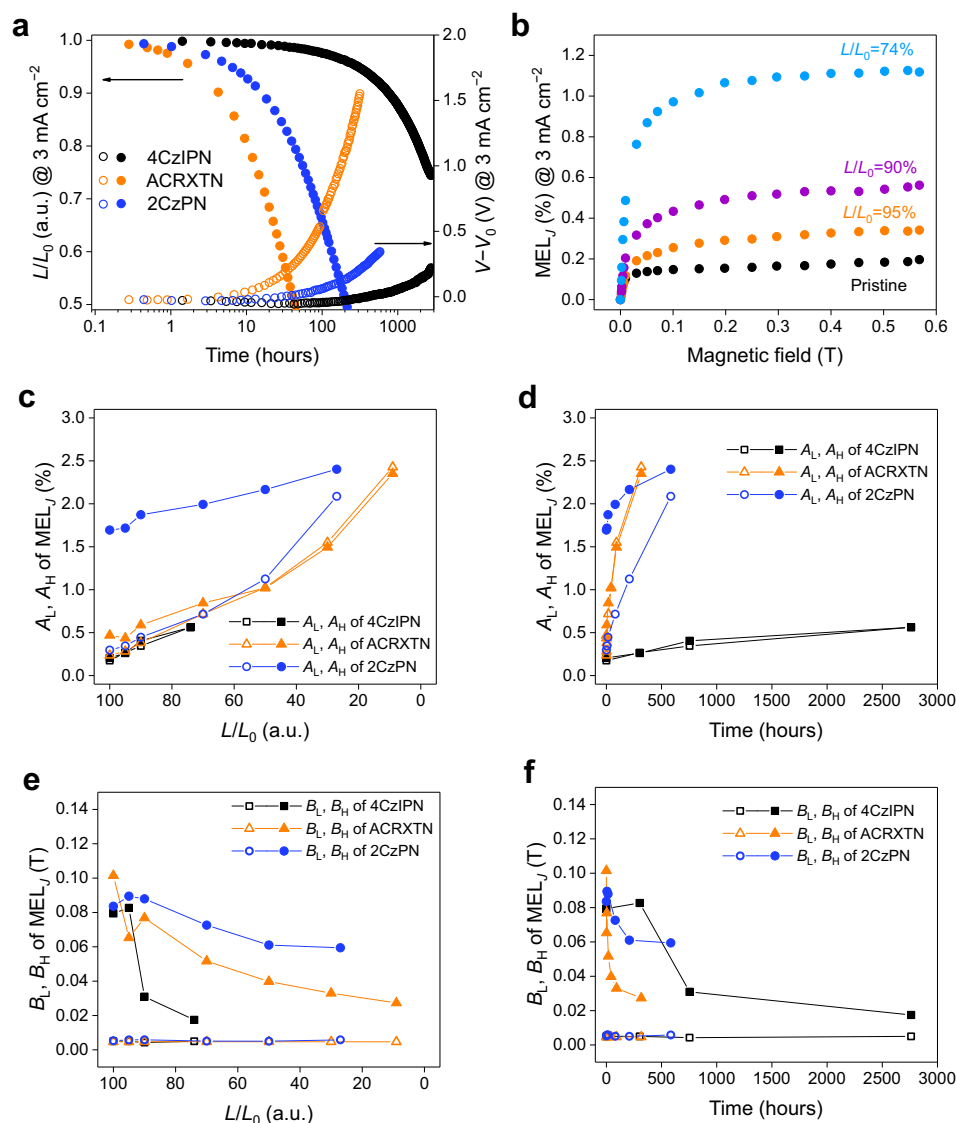 a
L/L0 (a.u.) @ 3 mA cm−2
1.0
0.9
0.8
0.7
0.6
0.5
4CzIPN
ACRXTN
2CzPN
2.0
1.5
1.0
0.5
0.0
V−V0 (V) @ 3 mA cm−2
0.1
1
10
100
1000
Time (hours)
b
MELJ (%) @ 3 mA cm−2
1.2
1.0
0.8
0.6
0.4
0.2
0.0
L/L0=74%
L/L0=90%
L/L0=95%
Pristine
0.0
0.1
0.2
0.3
0.4
0.5
0.6
Magnetic field (T)
c
AL, AH of MELJ (%)
3.0
2.5
2.0
1.5
1.0
0.5
0.0
AL, AH of 4CzIPN
AL, AH of ACRXTN
AL, AH of 2CzPN
100
80
60
40
20
0
L/L0 (a.u.)
d
AL, AH of MELJ (%)
3.0
2.5
2.0
1.5
1.0
0.5
0.0
AL, AH of 4CzIPN
AL, AH of ACRXTN
AL, AH of 2CzPN
0
500
1000
1500
2000
2500
3000
Time (hours)
e
BL, BH of MELJ (T)
0.14
0.12
0.10
0.08
0.06
0.04
0.02
0.00
BL, BH of 4CzIPN
BL, BH of ACRXTN
BL, BH of 2CzPN
100
80
60
40
20
0
L/L0 (a.u.)
f
BL, BH of MELJ (T)
0.14
0.12
0.10
0.08
0.06
0.04
0.02
0.00
BL, BH of 4CzIPN
BL, BH of ACRXTN
BL, BH of 2CzPN
0
500
1000
1500
2000
2500
3000
Time (hours)